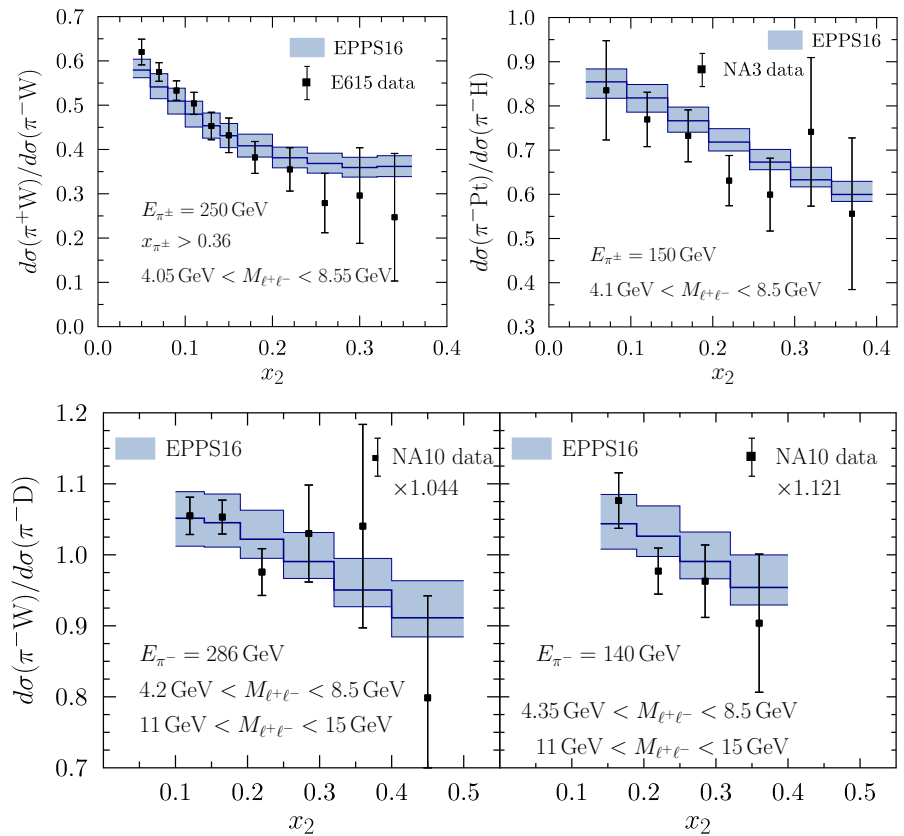 0.7
0.6
0.5
0.4
0.3
0.2
0.1
0.0
dσ(π⁺W)/dσ(π⁻W)
EPPS16
E615 data
E_{π±} = 250 GeV
x_{π±} > 0.36
4.05 GeV < M_{ℓ⁺ℓ⁻} < 8.55 GeV
0.0 0.1 0.2 0.3 0.4
x₂
1.0
0.9
0.8
0.7
0.6
0.5
0.4
0.3
dσ(π⁻Pt)/dσ(π⁻H)
EPPS16
NA3 data
E_{π±} = 150 GeV
4.1 GeV < M_{ℓ⁺ℓ⁻} < 8.5 GeV
0.0 0.1 0.2 0.3 0.4
x₂
1.2
1.1
1.0
0.9
0.8
0.7
dσ(π⁻W)/dσ(π⁻D)
EPPS16
NA10 data
×1.044
E_{π⁻} = 286 GeV
4.2 GeV < M_{ℓ⁺ℓ⁻} < 8.5 GeV
11 GeV < M_{ℓ⁺ℓ⁻} < 15 GeV
0.1 0.2 0.3 0.4 0.5
x₂
EPPS16
NA10 data
×1.121
E_{π⁻} = 140 GeV
4.35 GeV < M_{ℓ⁺ℓ⁻} < 8.5 GeV
11 GeV < M_{ℓ⁺ℓ⁻} < 15 GeV
0.1 0.2 0.3 0.4 0.5
x₂